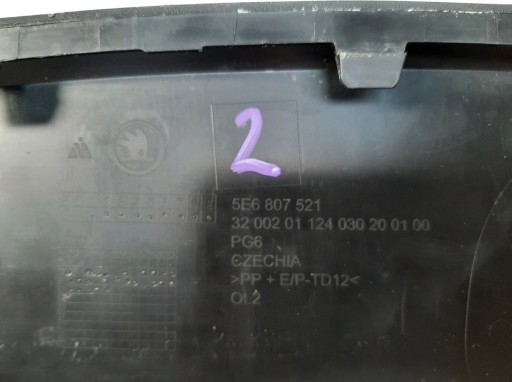 2
5E6 807 521
32 002 01 124 030 20 01 00
PG6
CZECHIA
>PP + E/P-TD12<
OL2